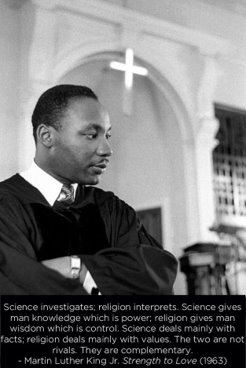 Science investigates; religion interprets. Science gives
man knowledge which is power; religion gives man
wisdom which is control. Science deals mainly with
facts; religion deals mainly with values. The two are not
rivals. They are complementary.
- Martin Luther King Jr. Strength to Love (1963)